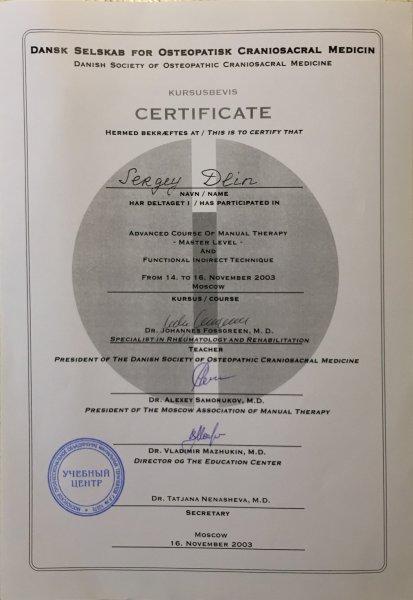 DANSK SELSKAB FOR OSTEOPATISK CRANIOSACRAL MEDICIN
DANISH SOCIETY OF OSTEOPATHIC CRANIOSACRAL MEDICINE
KURSUSBEVIS
CERTIFICATE
HERMED BEKRÆFTES AT / THIS IS TO CERTIFY THAT
Sergey Dlin
NAVN / NAME
HAR DELTAGET I / HAS PARTICIPATED IN
ADVANCED COURSE OF MANUAL THERAPY
- MASTER LEVEL -
AND
FUNCTIONAL INDIRECT TECHNIQUE
FROM 14. TO 16. NOVEMBER 2003
MOSCOW
KURSUS / COURSE
DR. JOHANNES FOSSGREEN, M. D.
SPECIALIST IN RHEUMATOLOGY AND REHABILITATION
TEACHER
PRESIDENT OF THE DANISH SOCIETY OF OSTEOPATHIC CRANIOSACRAL MEDICINE
DR. ALEXEY SAMORUKOV, M.D.
PRESIDENT OF THE MOSCOW ASSOCIATION OF MANUAL THERAPY
DR. VLADIMIR MAZHUKIN, M.D.
DIRECTOR OG THE EDUCATION CENTER
УЧЕБНЫЙ
ЦЕНТР
DR. TATJANA NENASHEVA, M.D.
SECRETARY
MOSCOW
16. NOVEMBER 2003